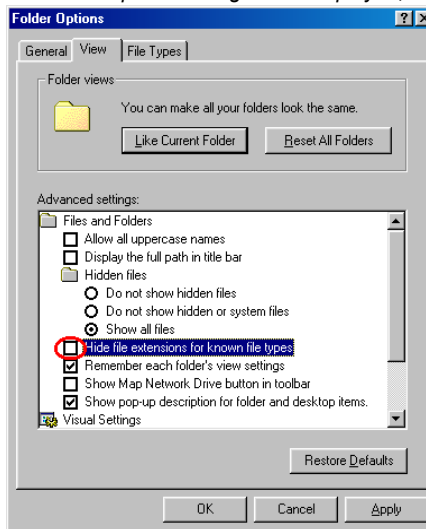 Folder Options
General View File Types
Folder views
You can make all your folders look the same.
Like Current Folder Reset All Folders
Advanced settings:
Files and Folders
Allow all uppercase names
Display the full path in title bar
Hidden files
Do not show hidden files
Do not show hidden or system files
Show all files
Hide file extensions for known file types
Remember each folder's view settings
Show Map Network Drive button in toolbar
Show pop-up description for folder and desktop items.
Visual Settings
Restore Defaults
OK Cancel Apply